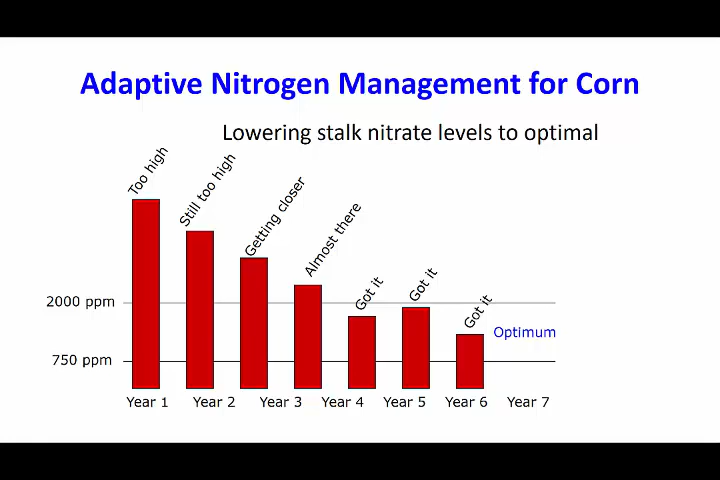 Adaptive Nitrogen Management for Corn
Lowering stalk nitrate levels to optimal
Too high
Still too high
Getting closer
Almost there
Got it
Got it
Got it
2000 ppm
Optimum
750 ppm
Year 1 Year 2 Year 3 Year 4 Year 5 Year 6 Year 7